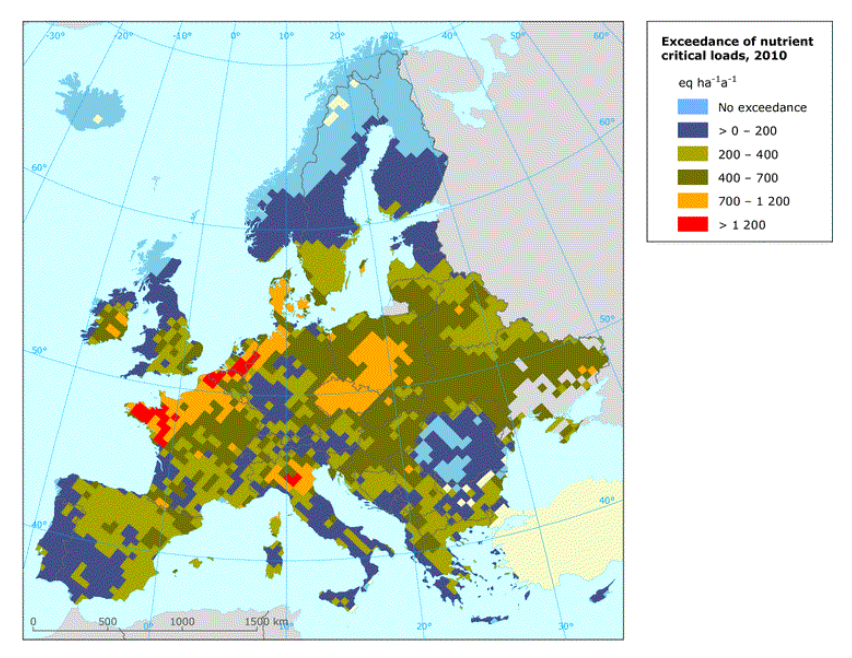 -30° -20° -10° 0° 10° 20° 30° 40° 50° 60°
60°
60°
50°
50°
40°
40°
0 500 1000 1500 km
0° 10° 20° 30°
Exceedance of nutrient
critical loads, 2010
eq ha⁻¹a⁻¹
No exceedance
> 0 – 200
200 – 400
400 – 700
700 – 1 200
> 1 200